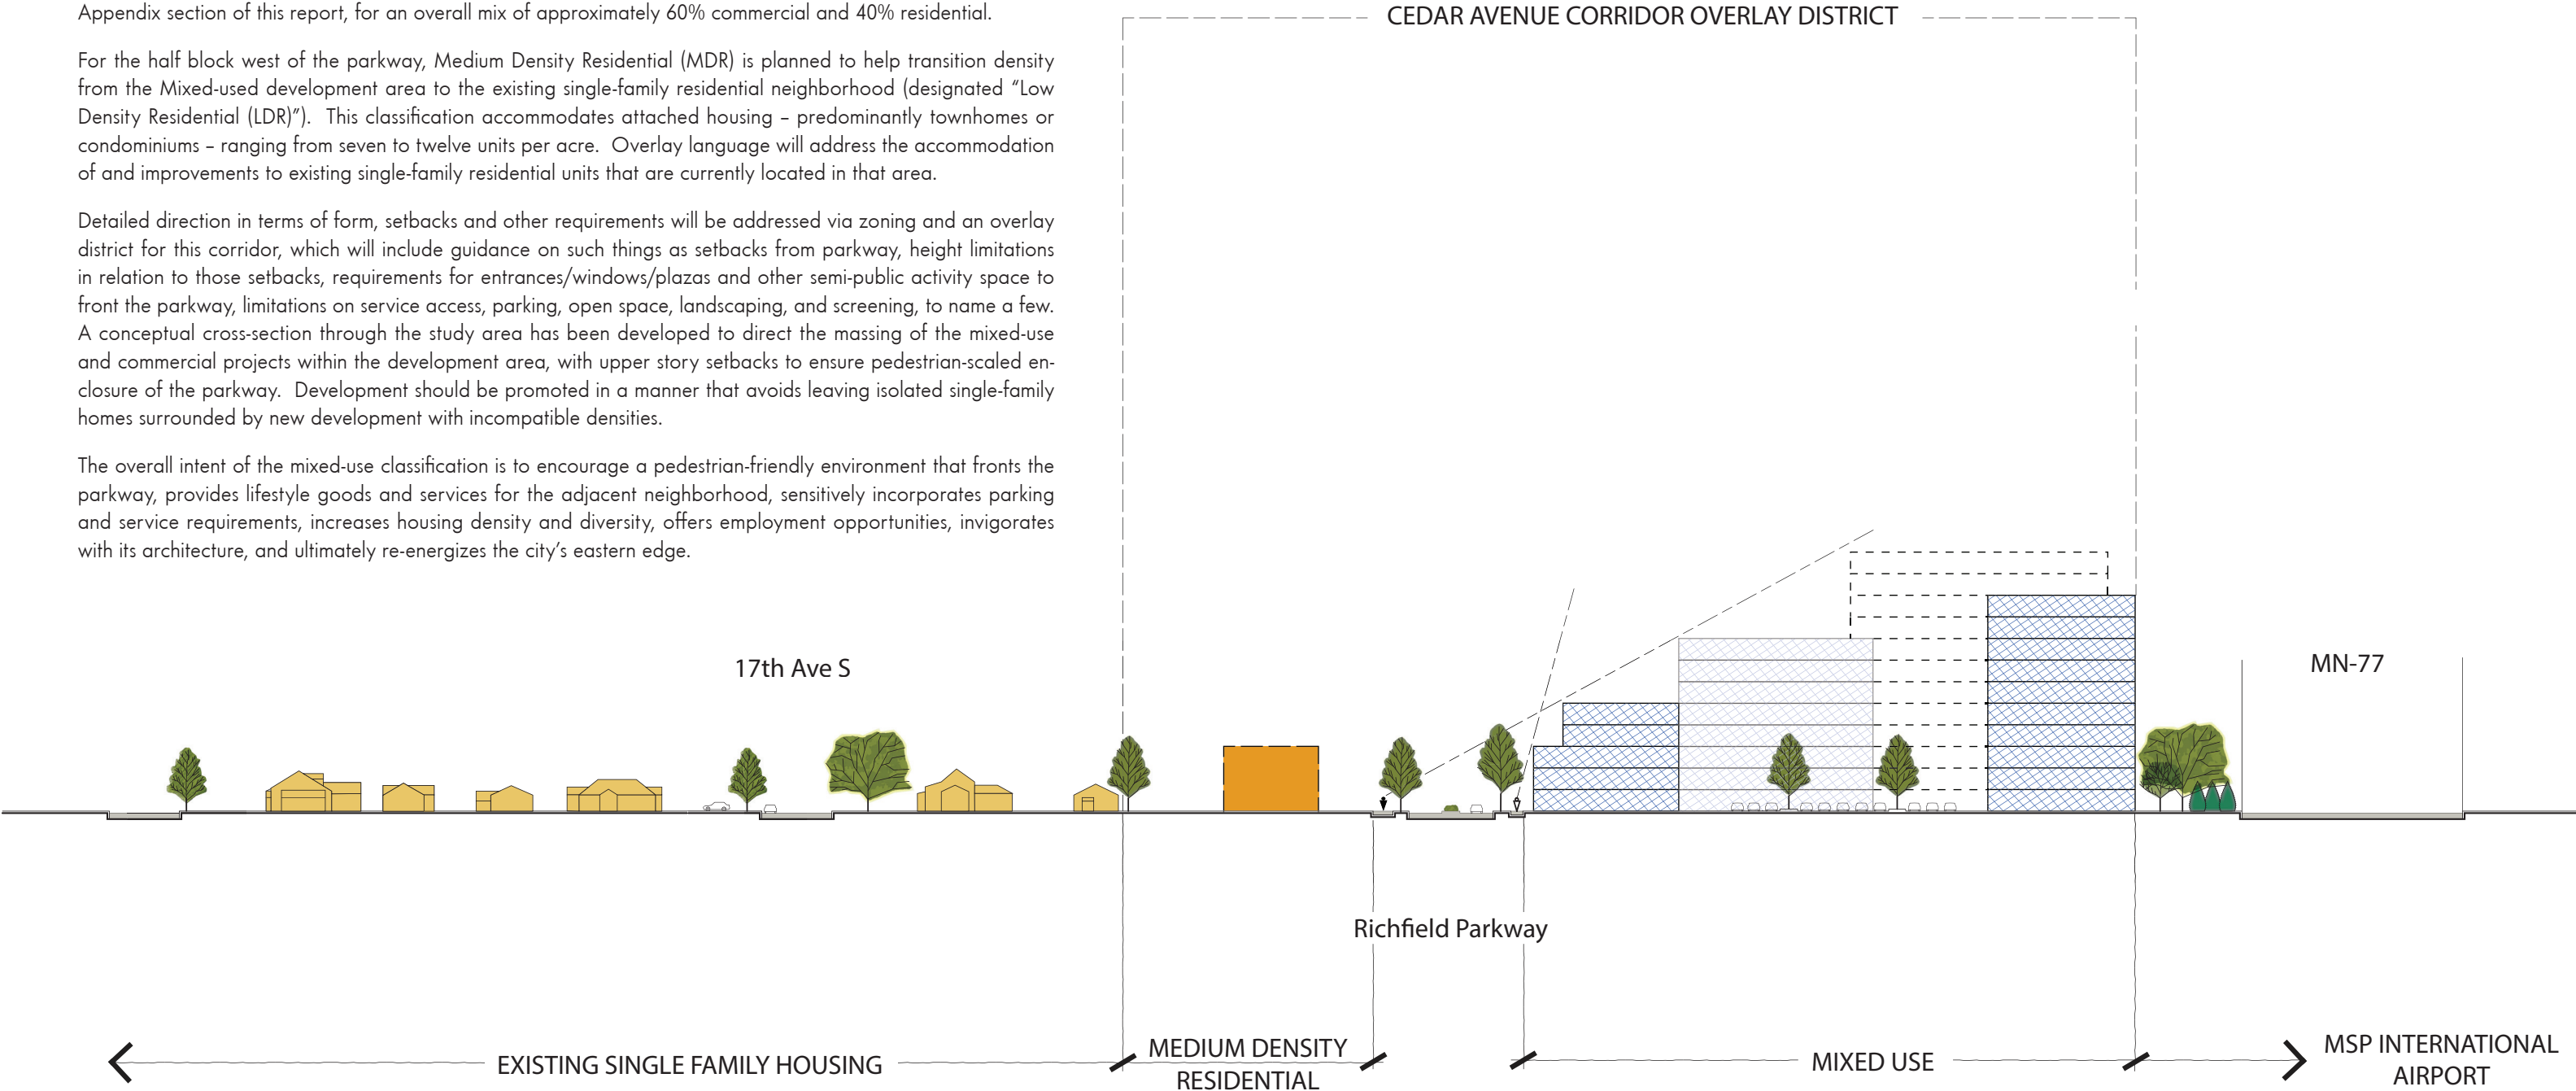 Appendix section of this report, for an overall mix of approximately 60% commercial and 40% residential.
For the half block west of the parkway, Medium Density Residential (MDR) is planned to help transition density
from the Mixed-used development area to the existing single-family residential neighborhood (designated “Low
Density Residential (LDR)”).  This classification accommodates attached housing – predominantly townhomes or
condominiums – ranging from seven to twelve units per acre.  Overlay language will address the accommodation
of and improvements to existing single-family residential units that are currently located in that area.
Detailed direction in terms of form, setbacks and other requirements will be addressed via zoning and an overlay
district for this corridor, which will include guidance on such things as setbacks from parkway, height limitations
in relation to those setbacks, requirements for entrances/windows/plazas and other semi-public activity space to
front the parkway, limitations on service access, parking, open space, landscaping, and screening, to name a few.
A conceptual cross-section through the study area has been developed to direct the massing of the mixed-use
and commercial projects within the development area, with upper story setbacks to ensure pedestrian-scaled en-
closure of the parkway.  Development should be promoted in a manner that avoids leaving isolated single-family
homes surrounded by new development with incompatible densities.
The overall intent of the mixed-use classification is to encourage a pedestrian-friendly environment that fronts the
parkway, provides lifestyle goods and services for the adjacent neighborhood, sensitively incorporates parking
and service requirements, increases housing density and diversity, offers employment opportunities, invigorates
with its architecture, and ultimately re-energizes the city’s eastern edge.
CEDAR AVENUE CORRIDOR OVERLAY DISTRICT
17th Ave S
MN-77
Richfield Parkway
EXISTING SINGLE FAMILY HOUSING
MEDIUM DENSITY
RESIDENTIAL
MIXED USE
MSP INTERNATIONAL
AIRPORT